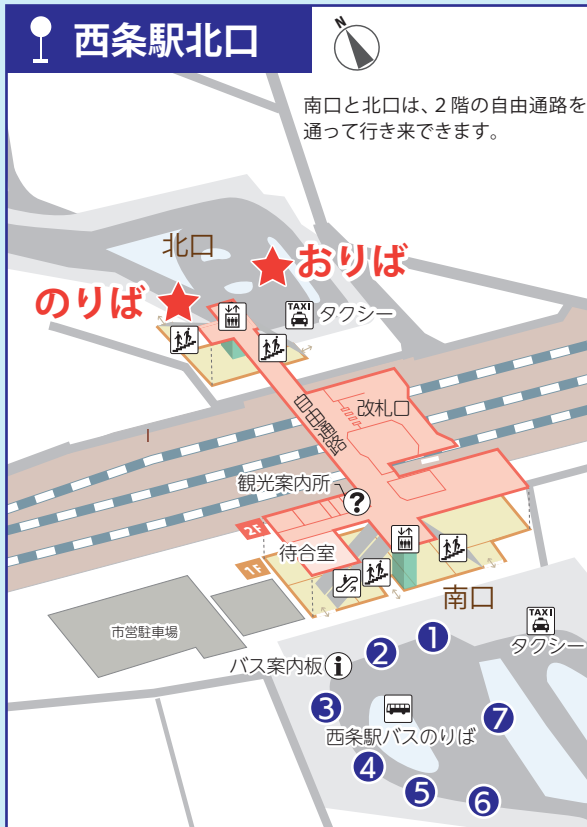 西条駅北口
N
南口と北口は、2階の自由通路を
通って行き来できます。
北口
おりば
のりば
TAXI
タクシー
自由通路
改札口
観光案内所
?
2F
待合室
1F
南口
TAXI
タクシー
市営駐車場
バス案内板
i
1
2
3
西条駅バスのりば
7
4
5
6